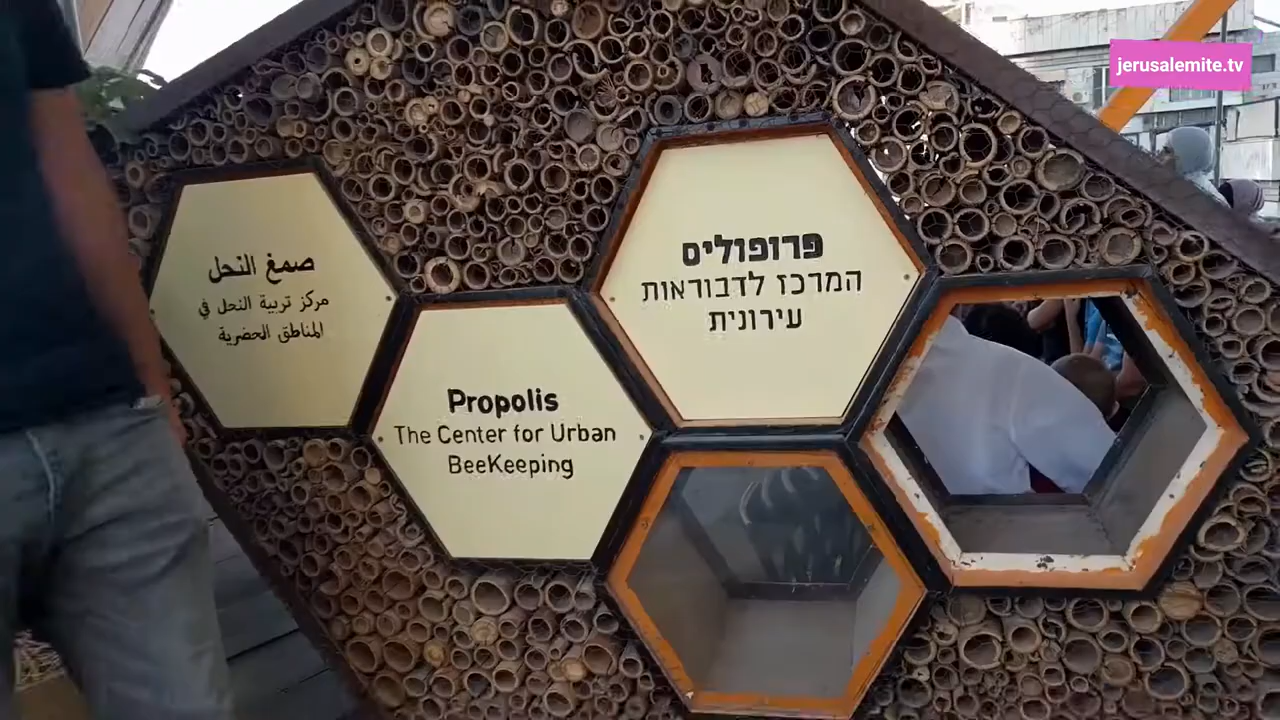 jerusalemite.tv
صمغ النحل
مركز تربية النحل في
المناطق الحضرية
Propolis
The Center for Urban
BeeKeeping
פרופוליס
המרכז לדבוראות
עירונית